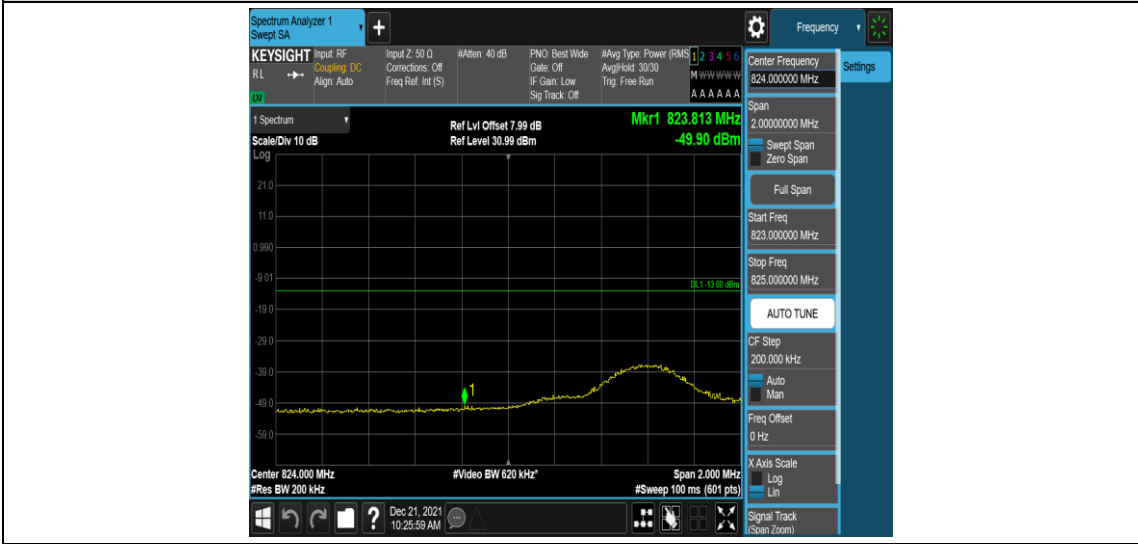 Spectrum Analyzer 1
Swept SA
+
Frequency
KEYSIGHT
R L
LNI
Input: RF
Coupling: DC
Align: Auto
Input Z: 50 Ω
Corrections: Off
Freq Ref: Int (S)
#Atten: 40 dB
PNO: Best Wide
Gate: Off
IF Gain: Low
Sig Track: Off
#Avg Type: Power (RMS
Avg|Hold: 30/30
Trig: Free Run
1 2 3 4 5 6
M W W W W W
A A A A A A
1 Spectrum
Scale/Div 10 dB
Log
Ref Lvl Offset 7.99 dB
Ref Level 30.99 dBm
Mkr1 823.813 MHz
-49.90 dBm
21.0
11.0
0.990
-9.01
DL1 -13.00 dBm
-19.0
-29.0
-39.0
1
-49.0
-59.0
Center 824.000 MHz
#Video BW 620 kHz*
Span 2.000 MHz
#Res BW 200 kHz
#Sweep 100 ms (601 pts)
?
Dec 21, 2021
10:25:59 AM
Center Frequency
824.000000 MHz
Span
2.00000000 MHz
Swept Span
Zero Span
Full Span
Start Freq
823.000000 MHz
Stop Freq
825.000000 MHz
AUTO TUNE
CF Step
200.000 kHz
Auto
Man
Freq Offset
0 Hz
X Axis Scale
Log
Lin
Signal Track
(Span Zoom)
Settings